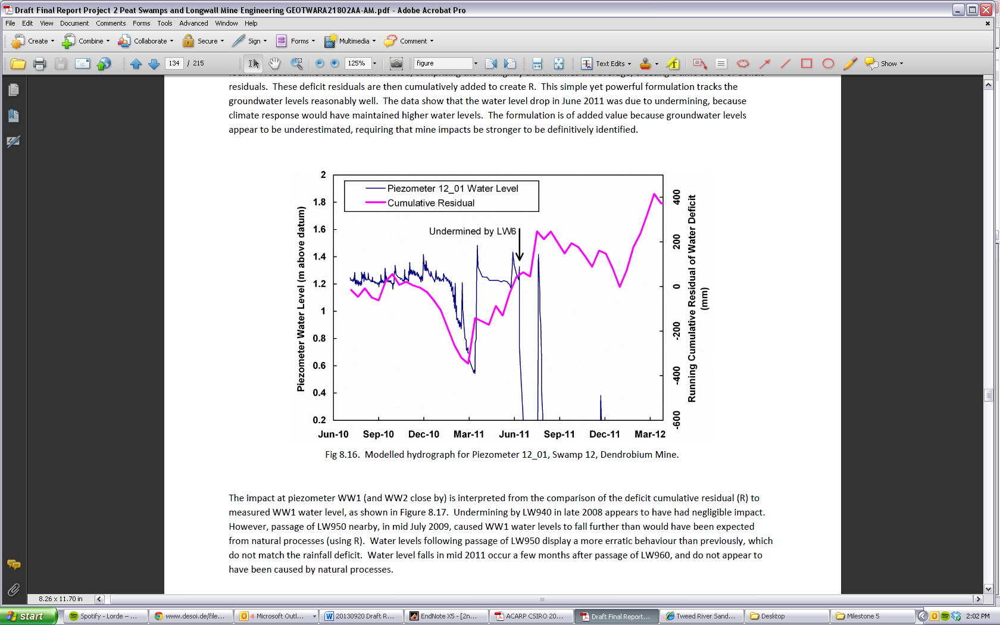 Draft Final Report Project 2 Peat Swamps and Longwall Mine Engineering GEOTWARA21802AA-AM.pdf - Adobe Acrobat Pro
File Edit View Document Comments Forms Tools Advanced Window Help
Create Combine Collaborate Secure Sign Forms Multimedia Comment
134 / 215 125% figure Text Edits Show
residuals. These deficit residuals are then cumulatively added to create R. This simple yet powerful formulation tracks the
groundwater levels reasonably well. The data show that the water level drop in June 2011 was due to undermining, because
climate response would have maintained higher water levels. The formulation is of added value because groundwater levels
appear to be underestimated, requiring that mine impacts be stronger to be definitively identified.
Piezometer 12_01 Water Level
Cumulative Residual
Undermined by LW6
Piezometer Water Level (m above datum)
2
1.8
1.6
1.4
1.2
1
0.8
0.6
0.4
0.2
Jun-10 Sep-10 Dec-10 Mar-11 Jun-11 Sep-11 Dec-11 Mar-12
400
200
0
-200
-400
-600
Running Cumulative Residual of Water Deficit
(mm)
Fig 8.16. Modelled hydrograph for Piezometer 12_01, Swamp 12, Dendrobium Mine.
The impact at piezometer WW1 (and WW2 close by) is interpreted from the comparison of the deficit cumulative residual (R) to
measured WW1 water level, as shown in Figure 8.17. Undermining by LW940 in late 2008 appears to have had negligible impact.
However, passage of LW950 nearby, in mid July 2009, caused WW1 water levels to fall further than would have been expected
from natural processes (using R). Water levels following passage of LW950 display a more erratic behaviour than previously, which
do not match the rainfall deficit. Water level falls in mid 2011 occur a few months after passage of LW960, and do not appear to
have been caused by natural processes.
8.26 x 11.70 in
start Spotify - Lorde – ... www.desoi.de/file... 4 Microsoft Outl... 20130920 Draft R... EndNote X5 - [2n... ACARP CSIRO 20... Draft Final Report... Tweed River Sand... Desktop Milestone 5 2:02 PM